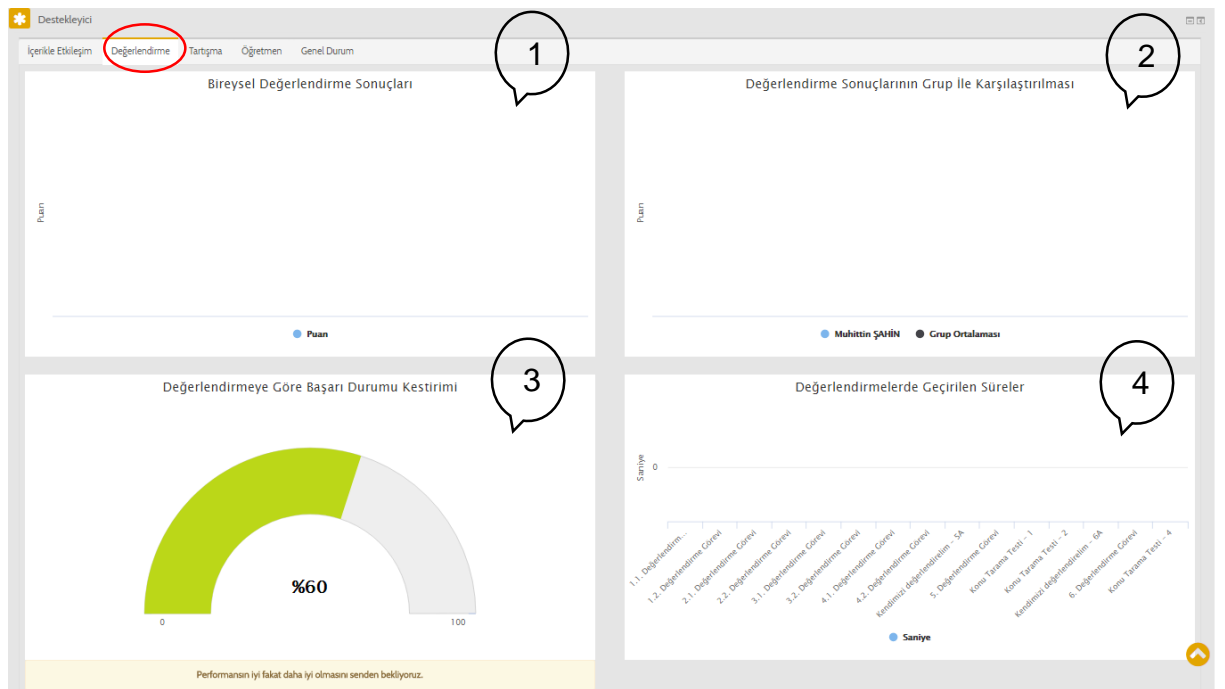 Destekleyici
İçerikle Etkileşim Değerlendirme Tartışma Öğretmen Genel Durum
1
2
Bireysel Değerlendirme Sonuçları
Puan
Puan
Değerlendirme Sonuçlarının Grup İle Karşılaştırılması
Puan
Muhittin ŞAHİN Grup Ortalaması
3
4
Değerlendirmeye Göre Başarı Durumu Kestirimi
%60
0 100
Performansın iyi fakat daha iyi olmasını senden bekliyoruz.
Değerlendirmelerde Geçirilen Süreler
Saniye
0
1.1. Değerlendirm...
1.2. Değerlendirme Görevi
2.1. Değerlendirme Görevi
2.2. Değerlendirme Görevi
3.1. Değerlendirme Görevi
3.2. Değerlendirme Görevi
4.1. Değerlendirme Görevi
4.2. Değerlendirme Görevi
Kendimizi değerlendirelim - 5A
5. Değerlendirme Görevi
Konu Tarama Testi - 1
Konu Tarama Testi - 2
Kendimizi değerlendirelim - 6A
6. Değerlendirme Görevi
Konu Tarama Testi - 4
Saniye